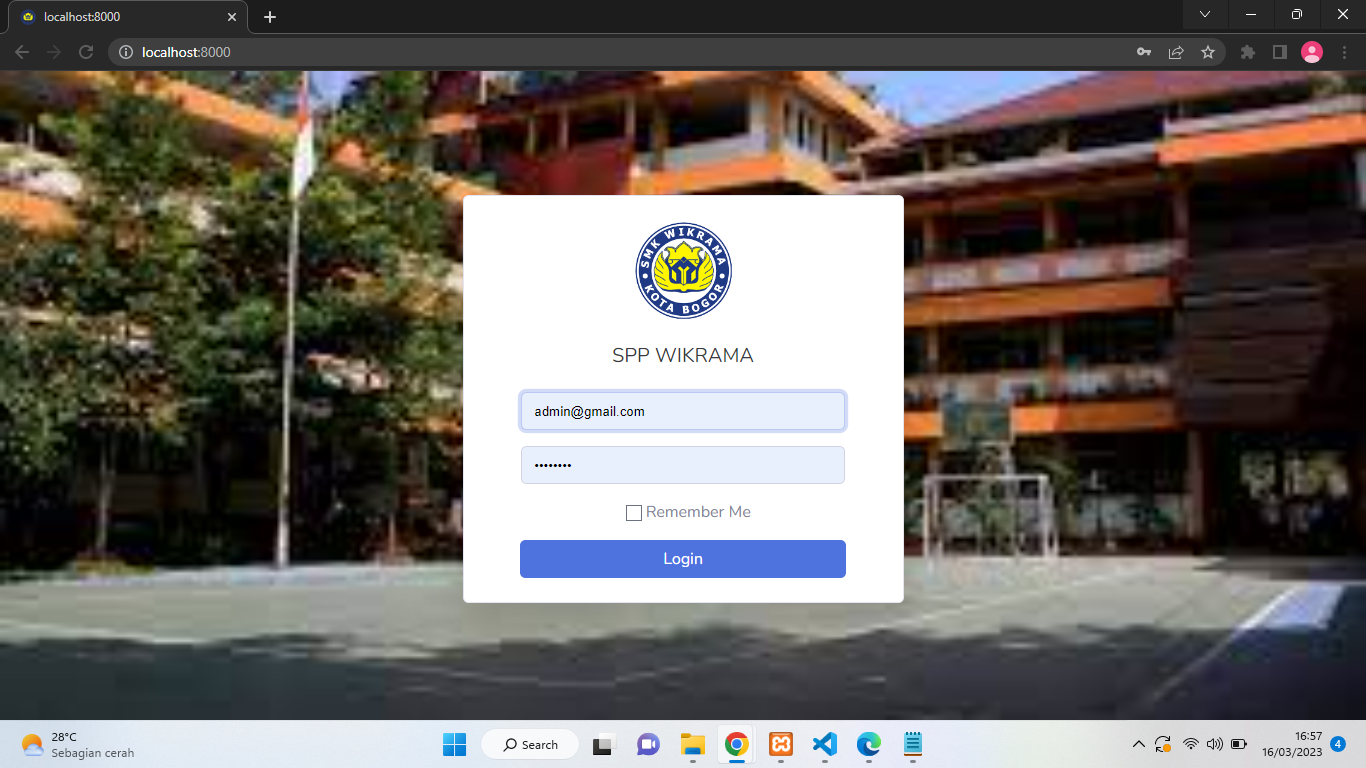 localhost:8000
localhost:8000
SMK WIKRAMA
KOTA BOGOR
SPP WIKRAMA
admin@gmail.com
••••••••
Remember Me
Login
28°C
Sebagian cerah
Search
16:57
16/03/2023
4